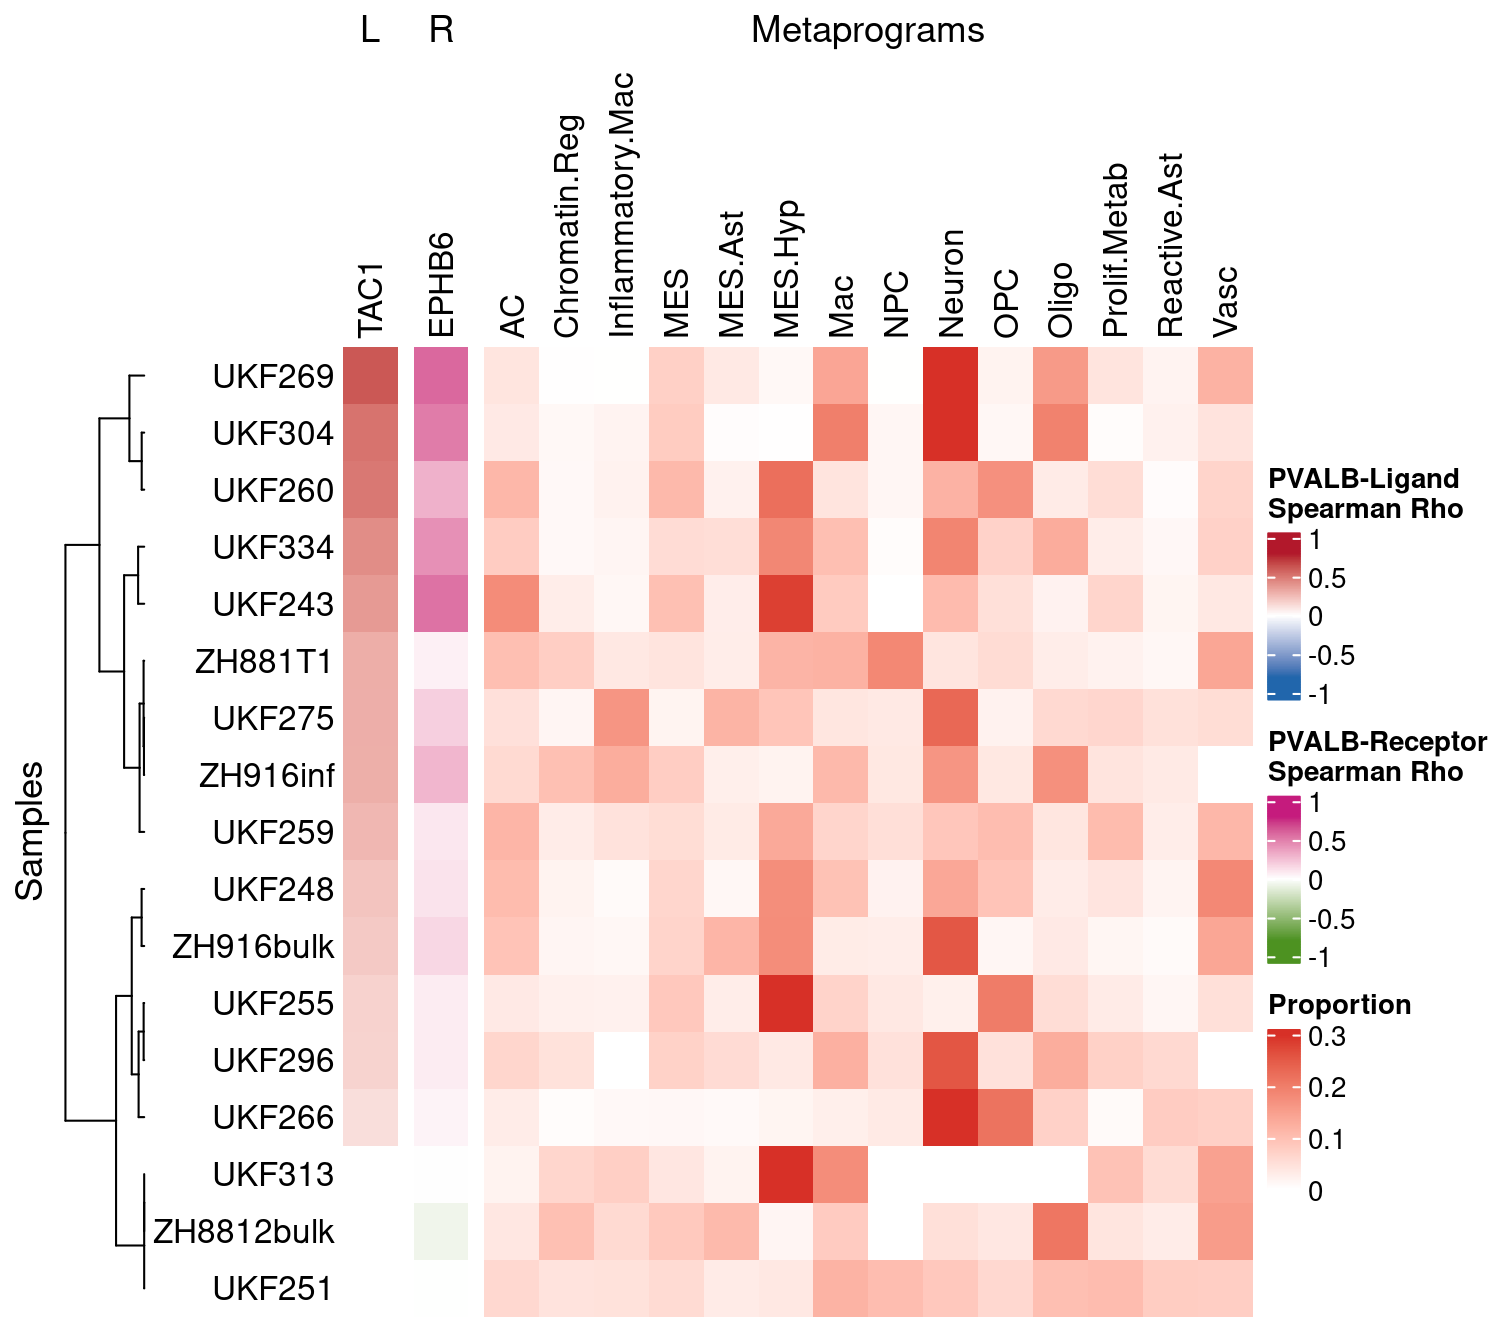 L R Metaprograms
TAC1
EPHB6
AC
Chromatin.Reg
Inflammatory.Mac
MES
MES.Ast
MES.Hyp
Mac
NPC
Neuron
OPC
Oligo
Prolif.Metab
Reactive.Ast
Vasc
Samples
UKF269
UKF304
UKF260
UKF334
UKF243
ZH881T1
UKF275
ZH916inf
UKF259
UKF248
ZH916bulk
UKF255
UKF296
UKF266
UKF313
ZH8812bulk
UKF251
PVALB-Ligand
Spearman Rho
1
0.5
0
-0.5
-1
PVALB-Receptor
Spearman Rho
1
0.5
0
-0.5
-1
Proportion
0.3
0.2
0.1
0